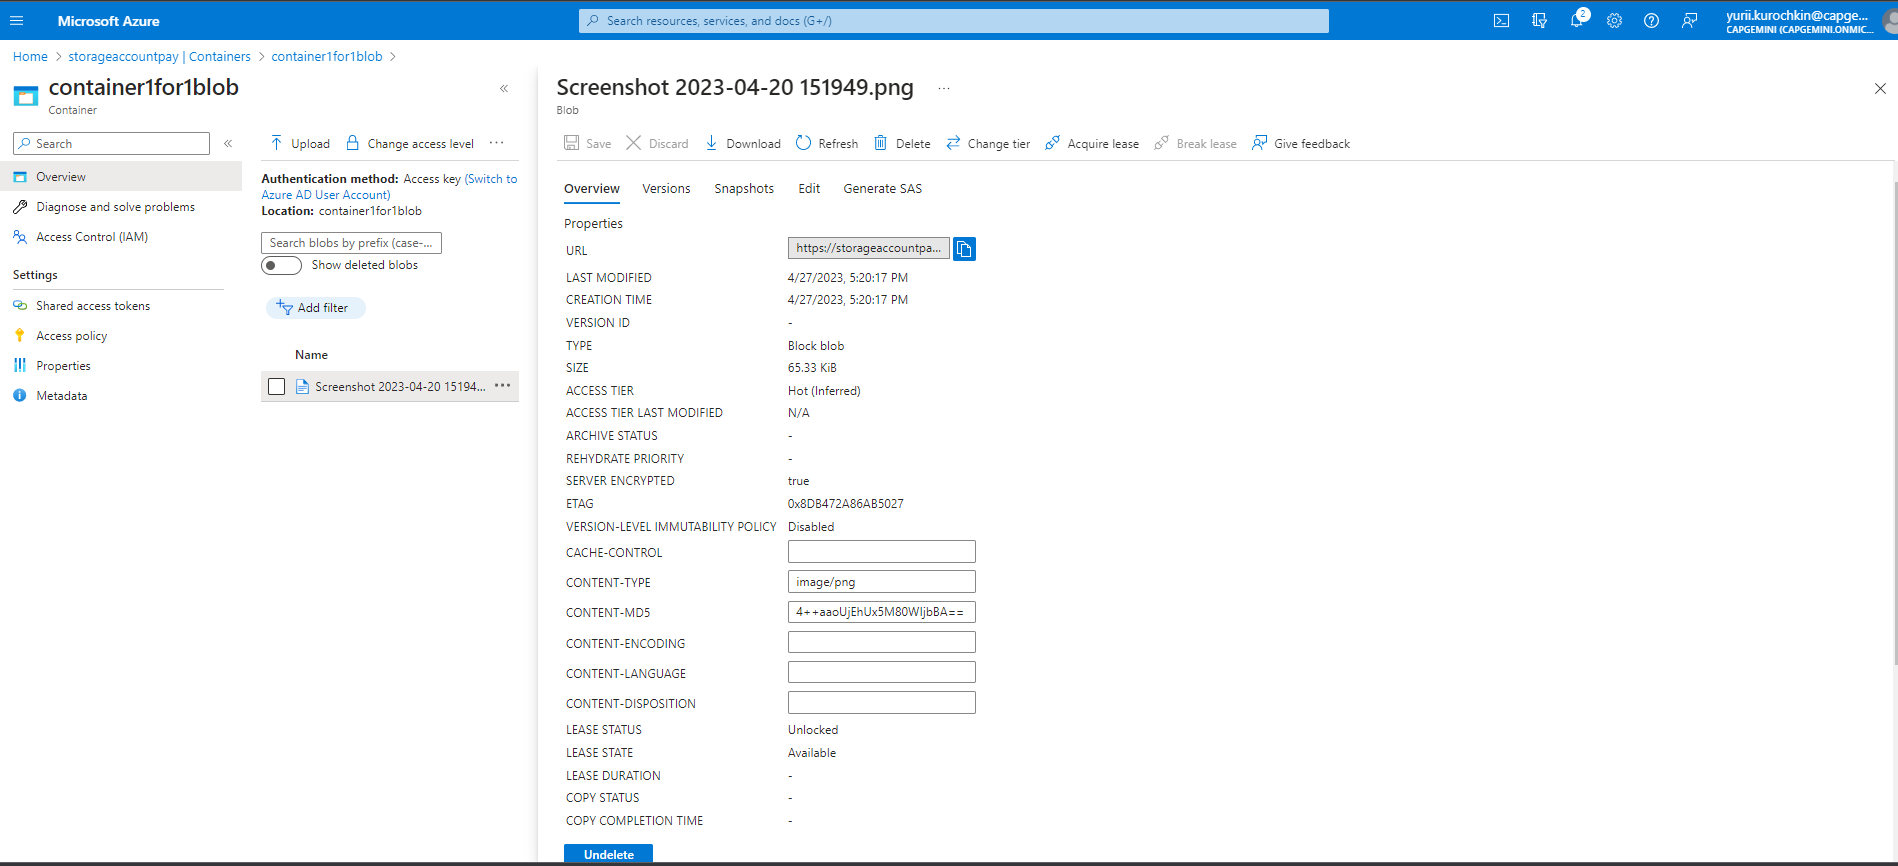 Microsoft Azure
Search resources, services, and docs (G+/)
2
yurii.kurochkin@capge...
CAPGEMINI (CAPGEMINI.ONMIC...
Home > storageaccountpay | Containers > container1for1blob >
container1for1blob
Container
«
Search
«
Overview
Diagnose and solve problems
Access Control (IAM)
Settings
Shared access tokens
Access policy
Properties
Metadata
Upload Change access level ...
Authentication method: Access key (Switch to
Azure AD User Account)
Location: container1for1blob
Search blobs by prefix (case-...
Show deleted blobs
Add filter
Name
Screenshot 2023-04-20 15194... ...
Screenshot 2023-04-20 151949.png ...
Blob
Save Discard Download Refresh Delete Change tier Acquire lease Break lease Give feedback
Overview Versions Snapshots Edit Generate SAS
Properties
URL https://storageaccountpa...
LAST MODIFIED 4/27/2023, 5:20:17 PM
CREATION TIME 4/27/2023, 5:20:17 PM
VERSION ID -
TYPE Block blob
SIZE 65.33 KiB
ACCESS TIER Hot (Inferred)
ACCESS TIER LAST MODIFIED N/A
ARCHIVE STATUS -
REHYDRATE PRIORITY -
SERVER ENCRYPTED true
ETAG 0x8DB472A86AB5027
VERSION-LEVEL IMMUTABILITY POLICY Disabled
CACHE-CONTROL
CONTENT-TYPE image/png
CONTENT-MD5 4++aaoUjEhUx5M80WIjbBA==
CONTENT-ENCODING
CONTENT-LANGUAGE
CONTENT-DISPOSITION
LEASE STATUS Unlocked
LEASE STATE Available
LEASE DURATION -
COPY STATUS -
COPY COMPLETION TIME -
Undelete